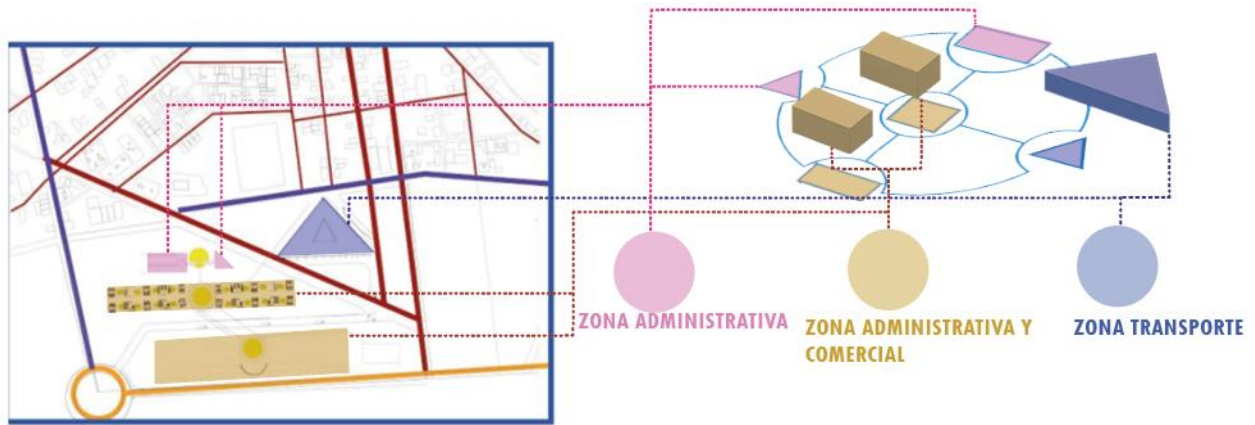 ZONA ADMINISTRATIVA
ZONA ADMINISTRATIVA Y
COMERCIAL
ZONA TRANSPORTE